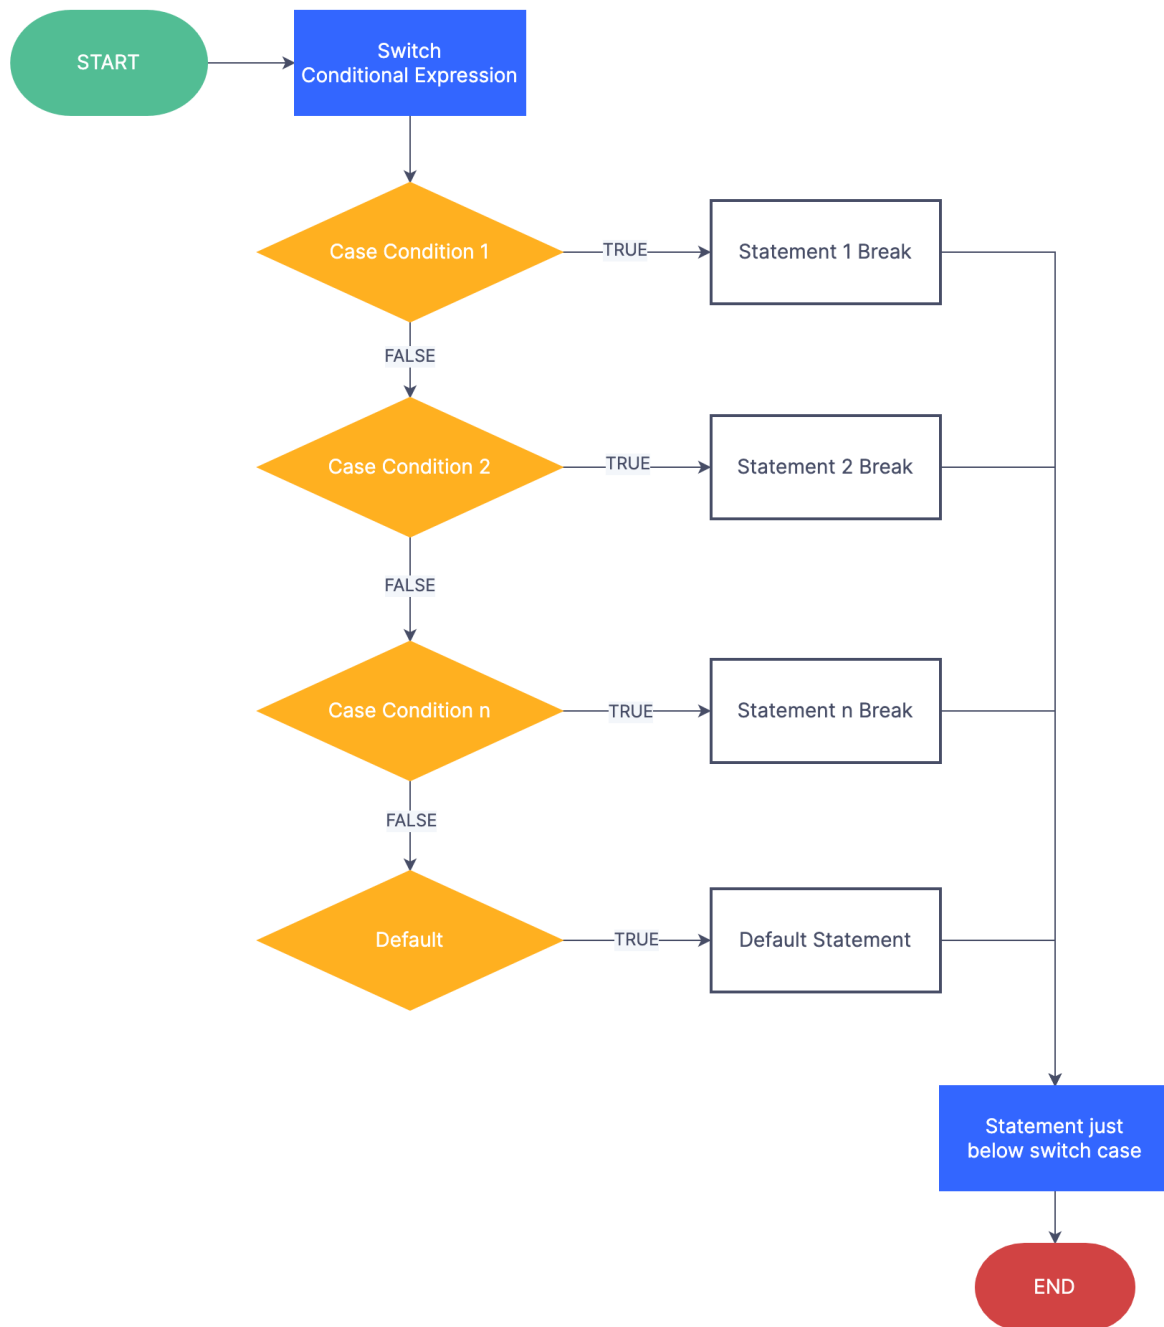 START
Switch
Conditional Expression
Case Condition 1
TRUE
Statement 1 Break
FALSE
Case Condition 2
TRUE
Statement 2 Break
FALSE
Case Condition n
TRUE
Statement n Break
FALSE
Default
TRUE
Default Statement
Statement just
below switch case
END